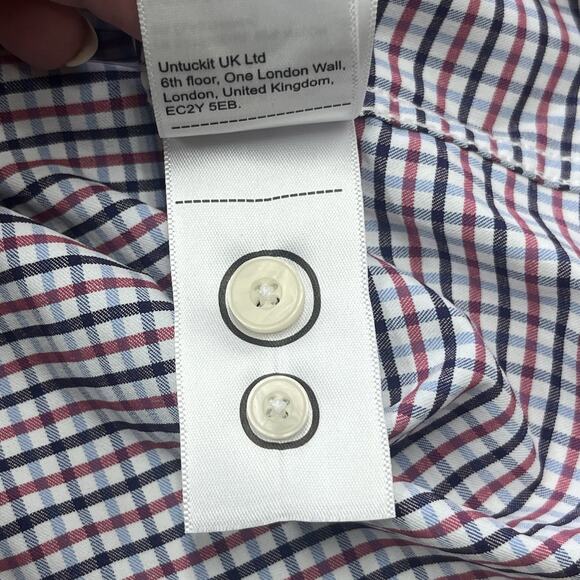 Untuckit UK Ltd
6th floor, One London Wall,
London, United Kingdom,
EC2Y 5EB.